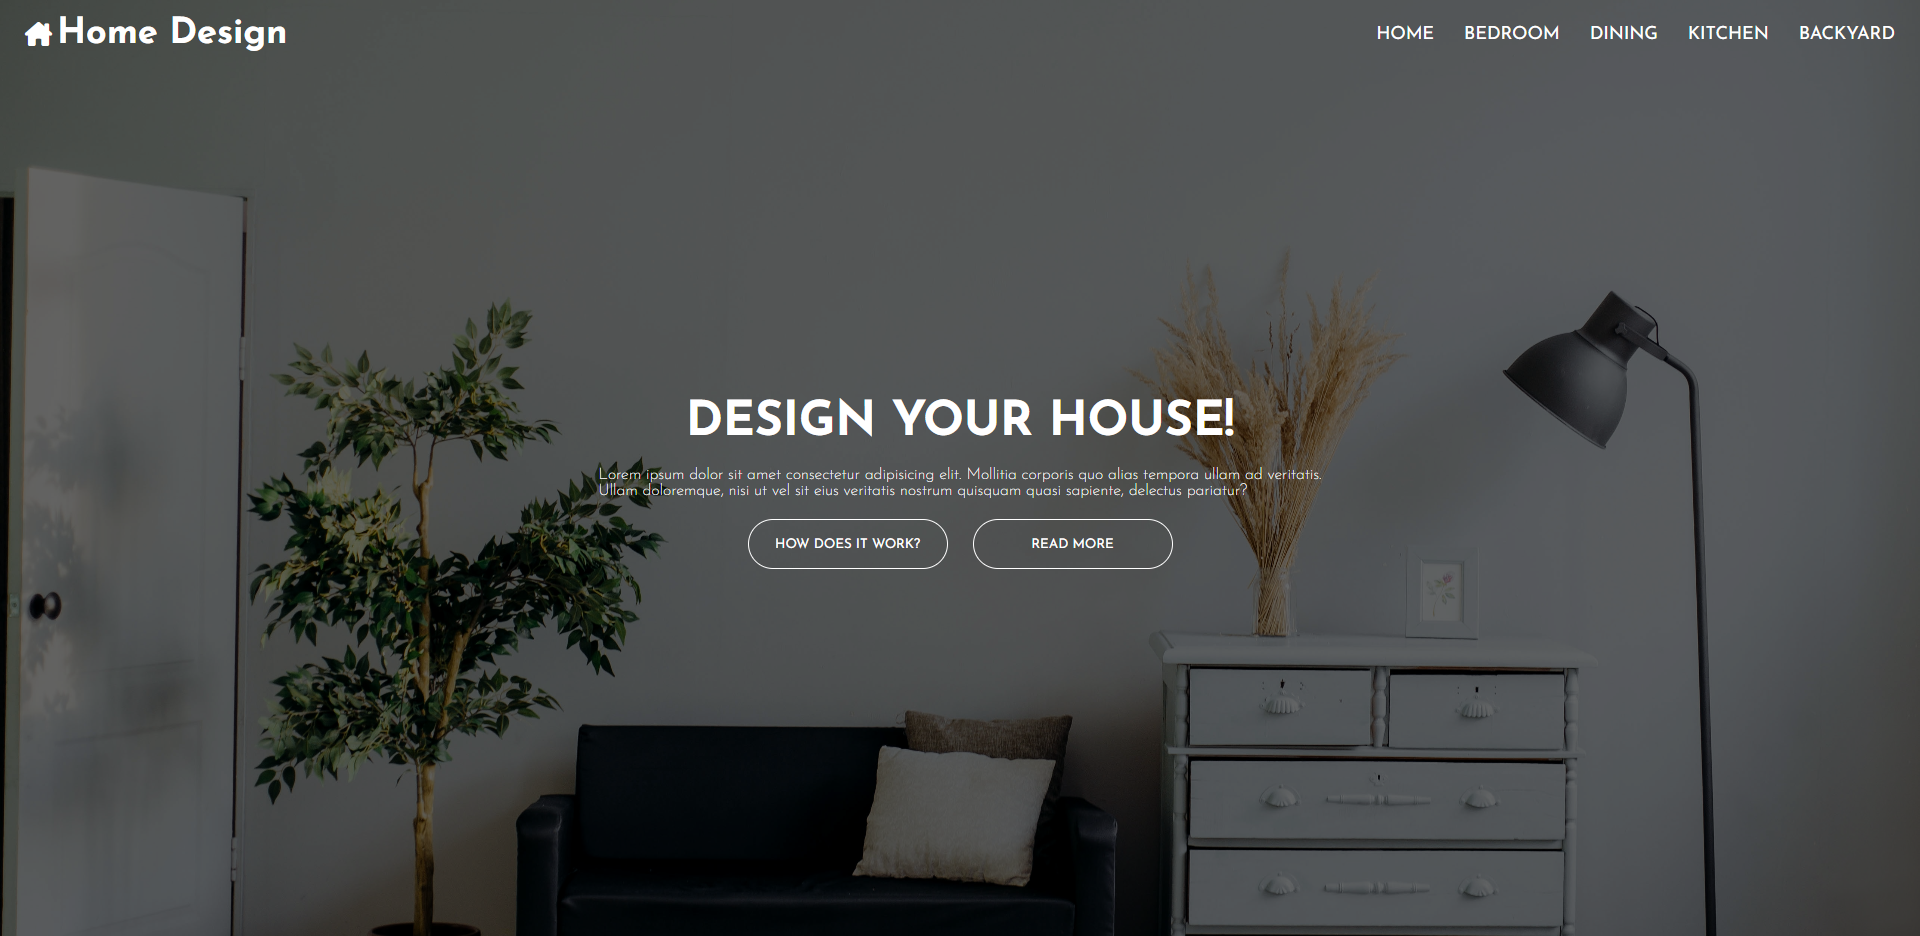 Home Design
HOME BEDROOM DINING KITCHEN BACKYARD
DESIGN YOUR HOUSE!
Lorem ipsum dolor sit amet consectetur adipisicing elit. Mollitia corporis quo alias tempora ullam ad veritatis.
Ullam doloremque, nisi ut vel sit eius veritatis nostrum quisquam quasi sapiente, delectus pariatur?
HOW DOES IT WORK? READ MORE